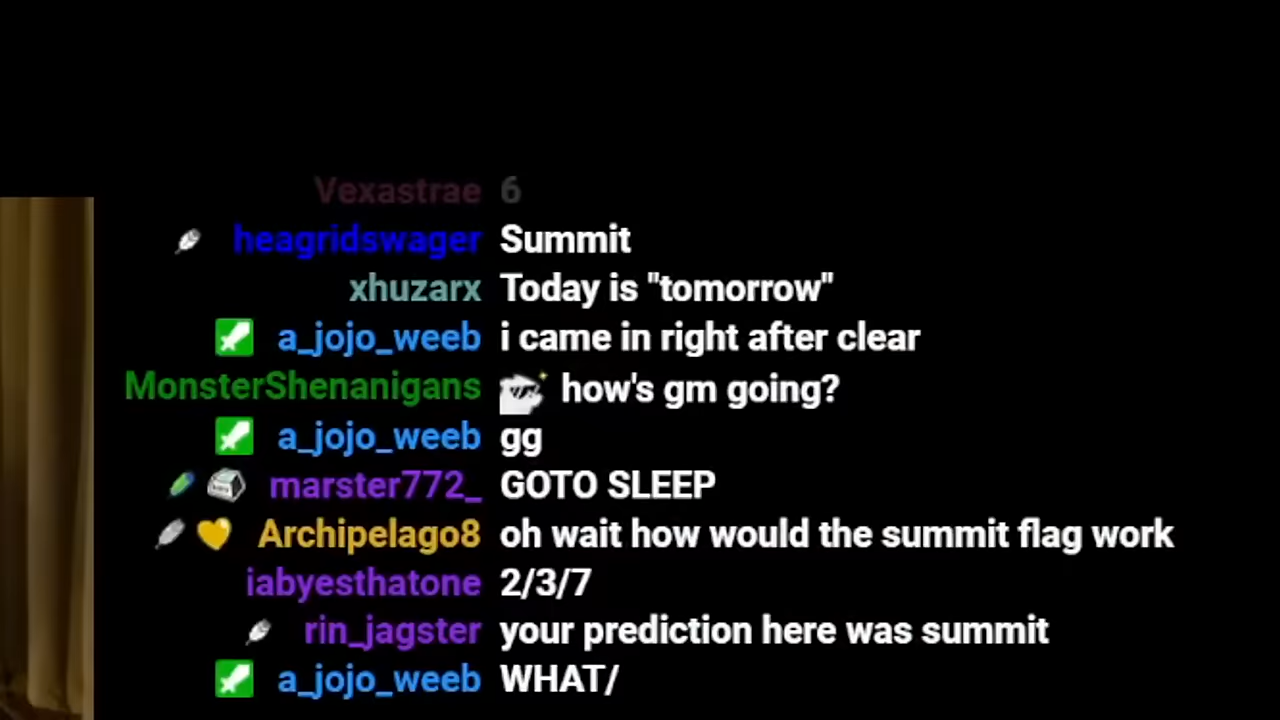 Vexastrae 6
heagridswager Summit
xhuzarx Today is "tomorrow"
a_jojo_weeb i came in right after clear
MonsterShenanigans how's gm going?
a_jojo_weeb gg
marster772_ GOTO SLEEP
Archipelago8 oh wait how would the summit flag work
iabyesthatone 2/3/7
rin_jagster your prediction here was summit
a_jojo_weeb WHAT/